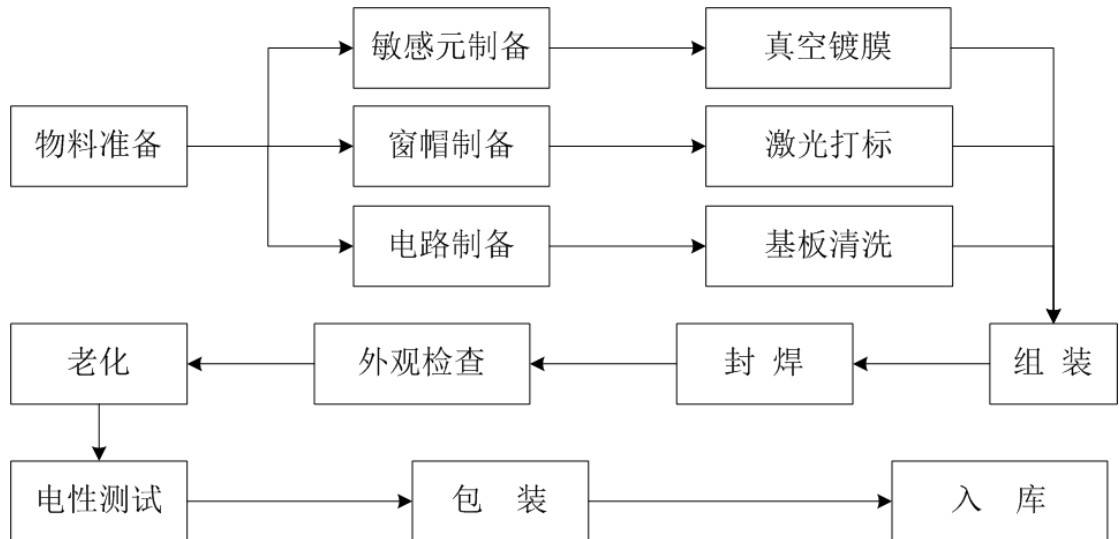 敏感元制备
真空镀膜
物料准备
窗帽制备
激光打标
电路制备
基板清洗
老化
外观检查
封 焊
组 装
电性测试
包 装
入 库